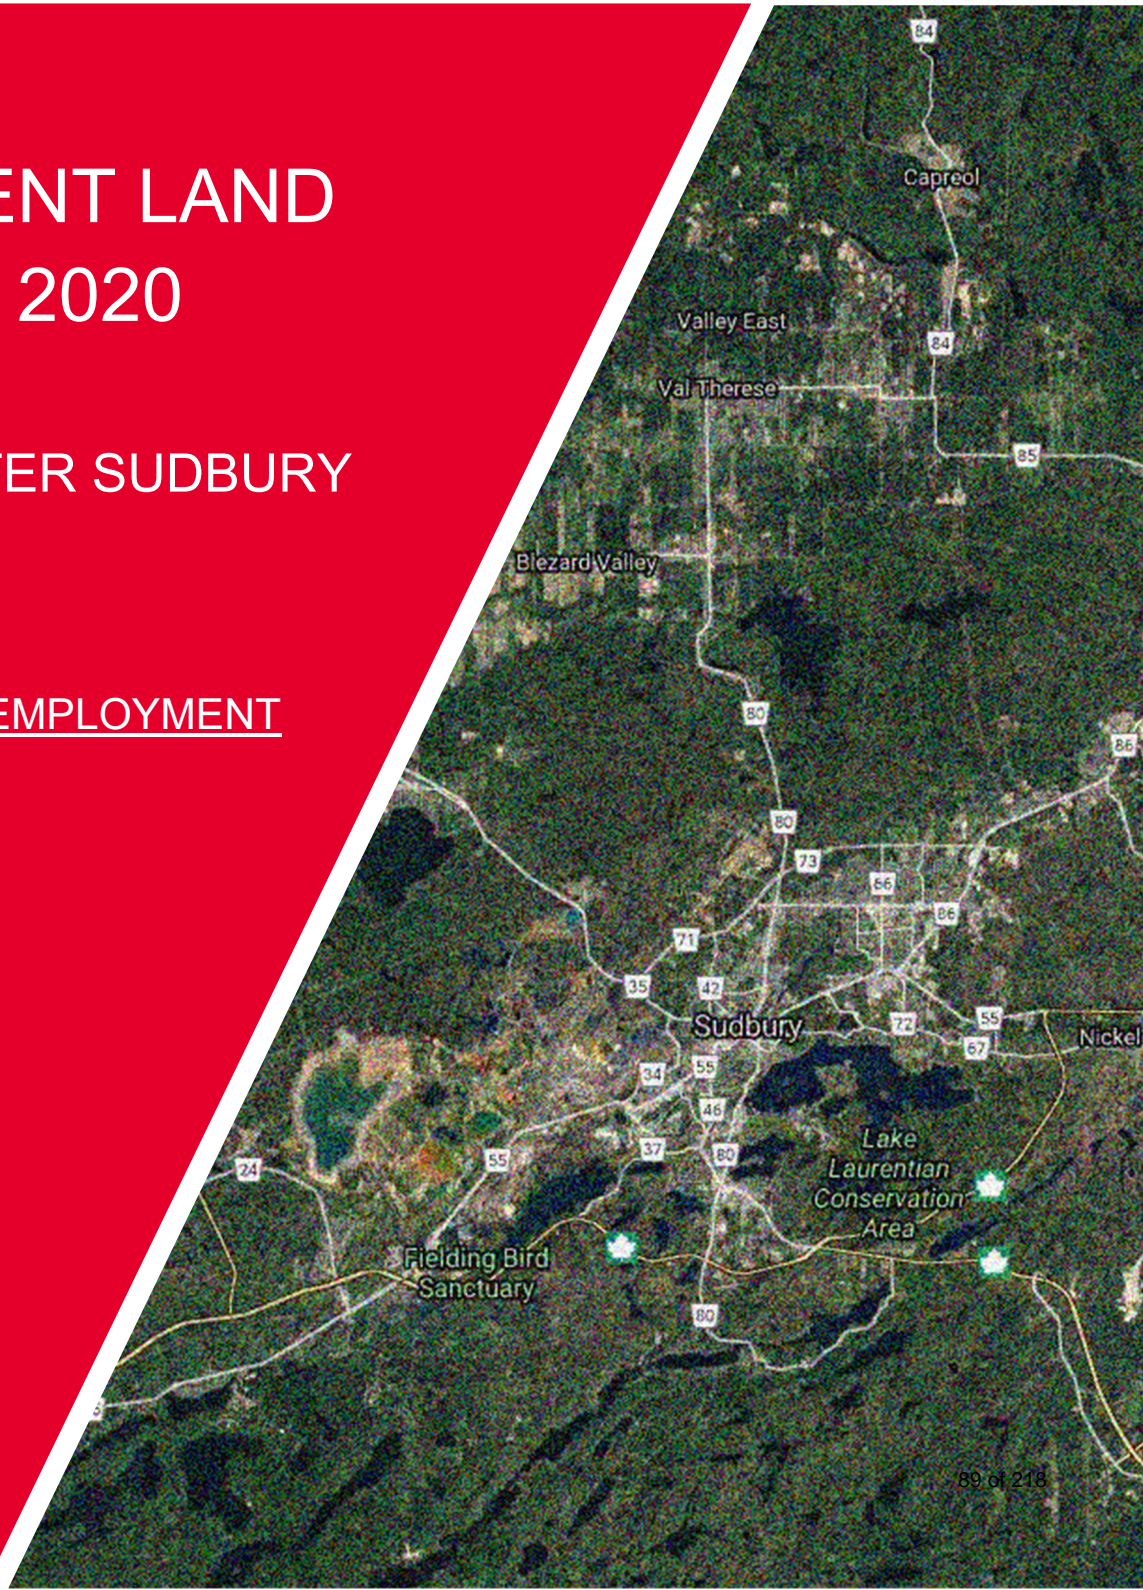 ENT LAND
2020
TER SUDBURY
EMPLOYMENT
84
Capreol
Valley East
84
Val Therese
85
Blezard Valley
80
86
80
73
66
86
71
35
42
Sudbury
72
55
67
Nickel
34
55
46
37
80
24
55
Lake
Laurentian
Conservation
Area
Fielding Bird
Sanctuary
80
89 of 218